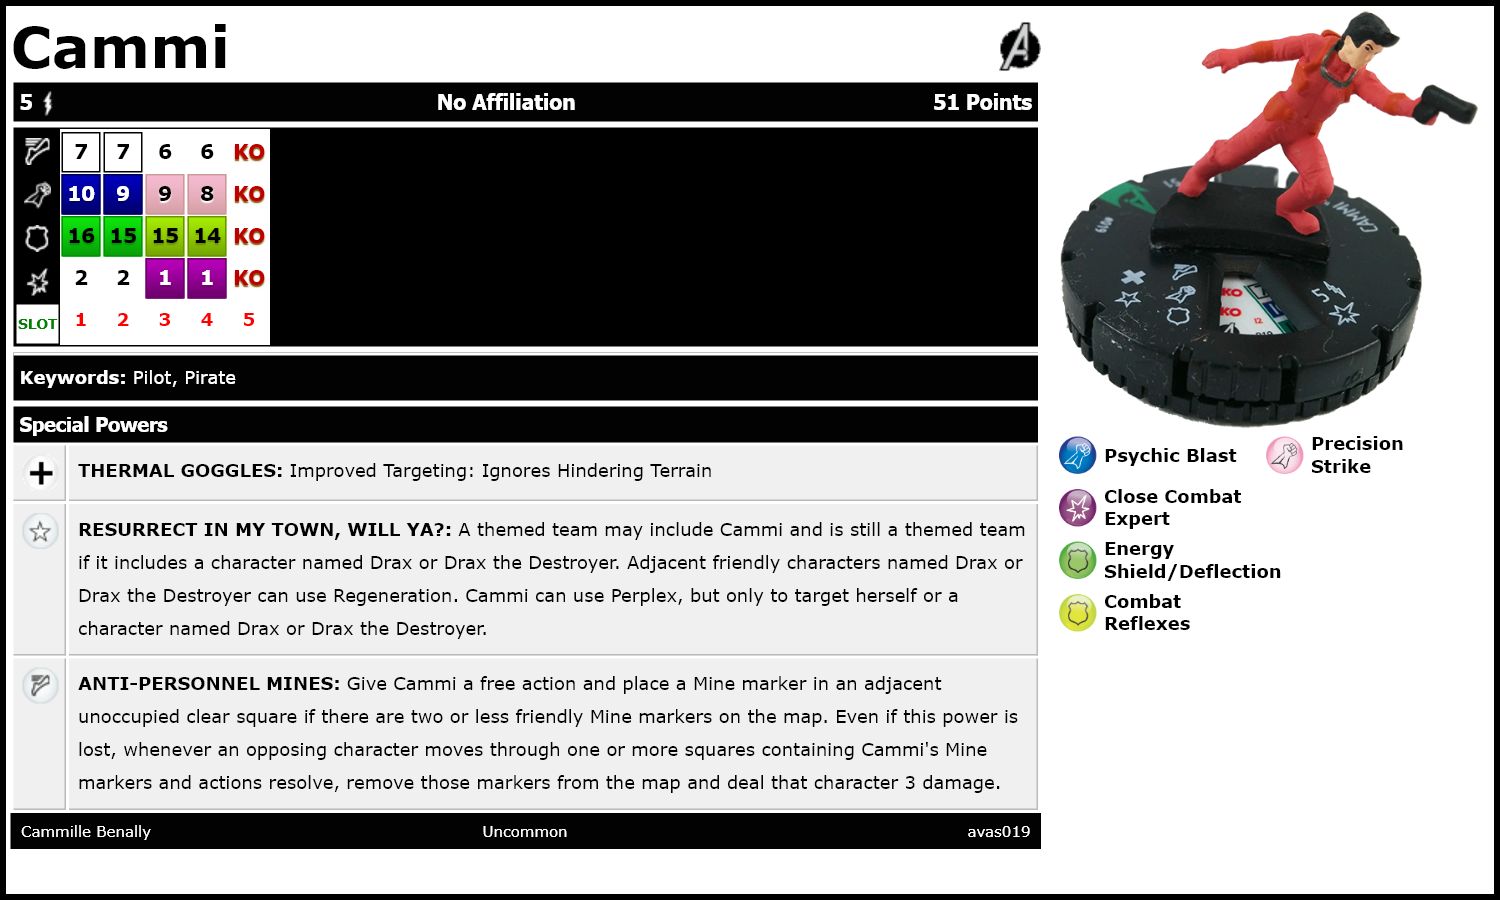 Cammi
5 No Affiliation 51 Points
7 7 6 6 KO
10 9 9 8 KO
16 15 15 14 KO
2 2 1 1 KO
SLOT 1 2 3 4 5
Keywords: Pilot, Pirate
Special Powers
THERMAL GOGGLES: Improved Targeting: Ignores Hindering Terrain
RESURRECT IN MY TOWN, WILL YA?: A themed team may include Cammi and is still a themed team
if it includes a character named Drax or Drax the Destroyer. Adjacent friendly characters named Drax or
Drax the Destroyer can use Regeneration. Cammi can use Perplex, but only to target herself or a
character named Drax or Drax the Destroyer.
ANTI-PERSONNEL MINES: Give Cammi a free action and place a Mine marker in an adjacent
unoccupied clear square if there are two or less friendly Mine markers on the map. Even if this power is
lost, whenever an opposing character moves through one or more squares containing Cammi's Mine
markers and actions resolve, remove those markers from the map and deal that character 3 damage.
Cammille Benally Uncommon avas019
51
CAMMI
019
5
KO
KO
12
Psychic Blast
Precision
Strike
Close Combat
Expert
Energy
Shield/Deflection
Combat
Reflexes